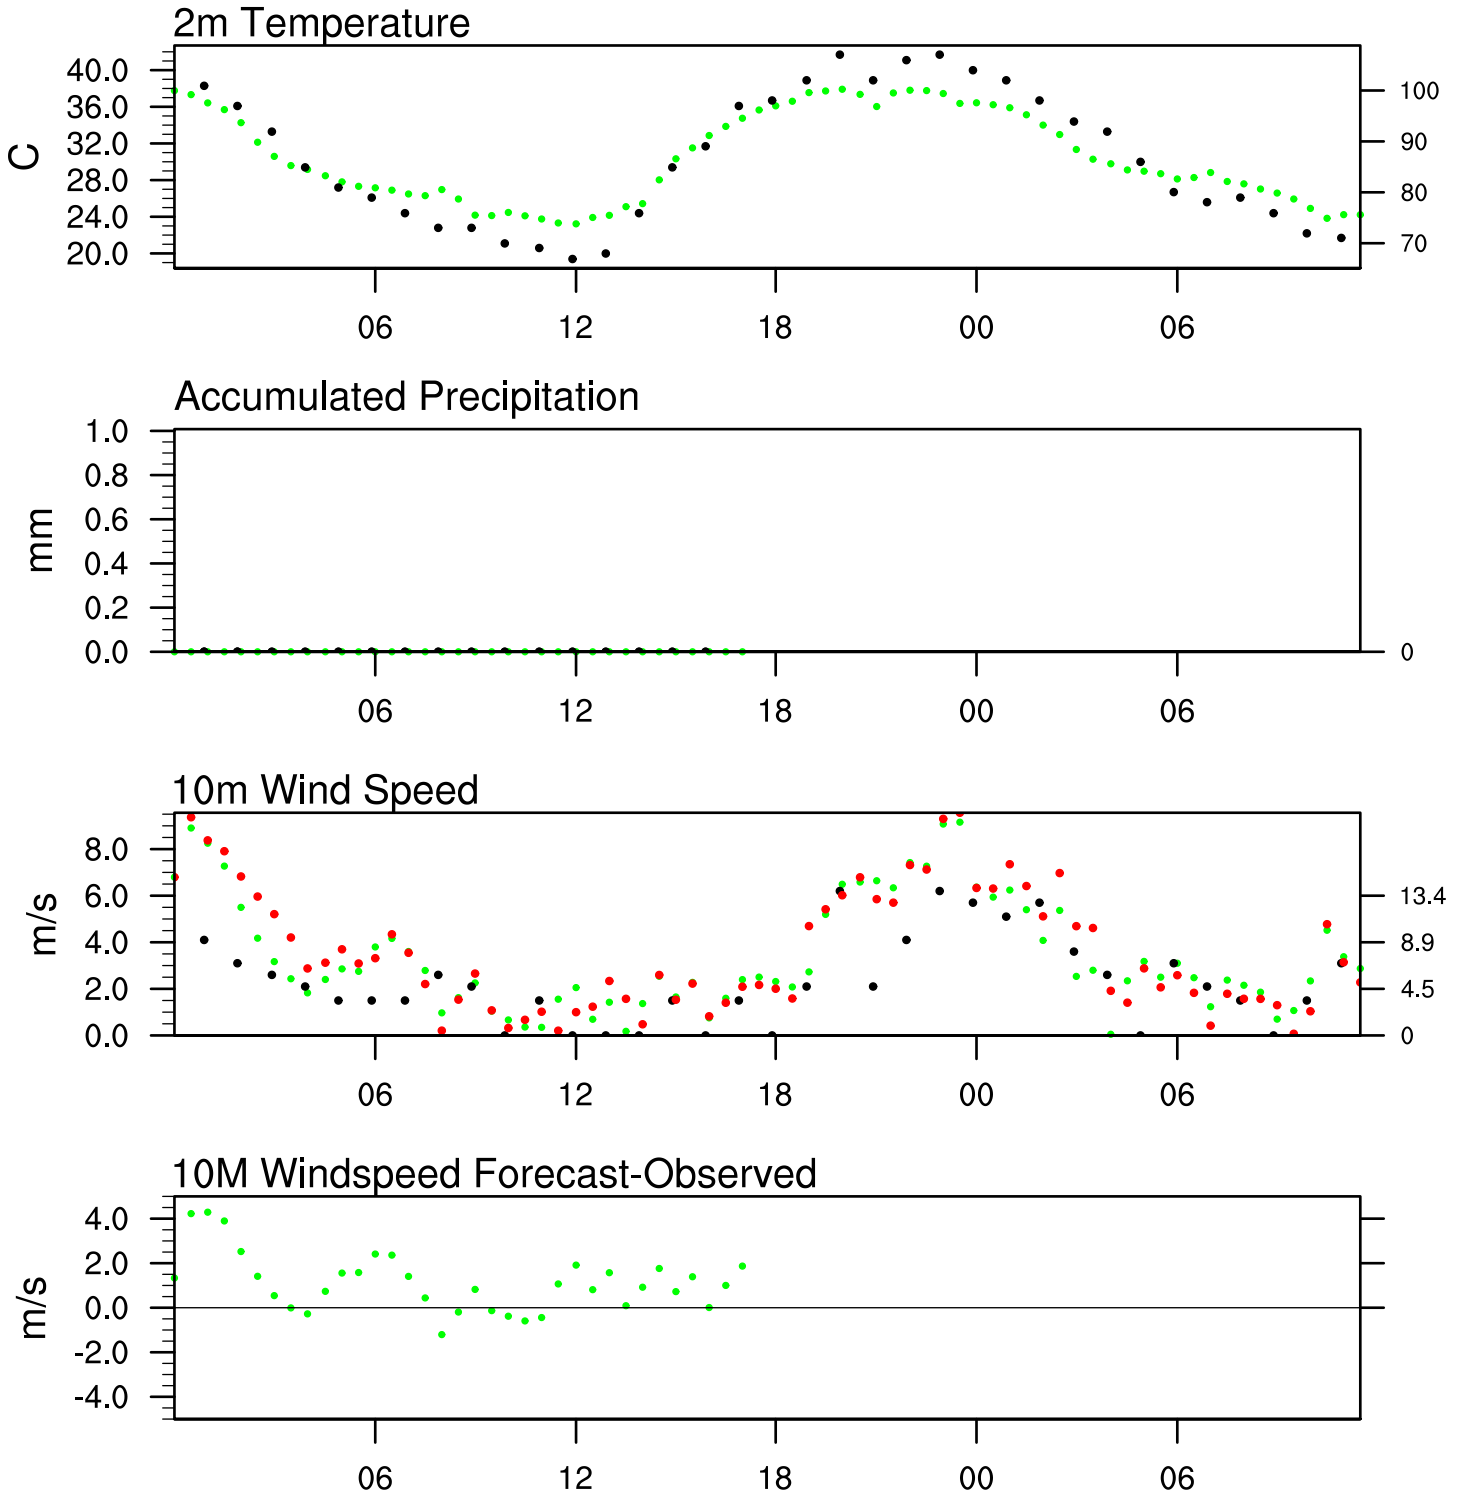 2m Temperature
40.0
36.0
32.0
28.0
24.0
20.0
C
100
90
80
70
06 12 18 00 06
Accumulated Precipitation
1.0
0.8
0.6
0.4
0.2
0.0
mm
0
06 12 18 00 06
10m Wind Speed
8.0
6.0
4.0
2.0
0.0
m/s
13.4
8.9
4.5
0
06 12 18 00 06
10M Windspeed Forecast-Observed
4.0
2.0
0.0
-2.0
-4.0
m/s
06 12 18 00 06